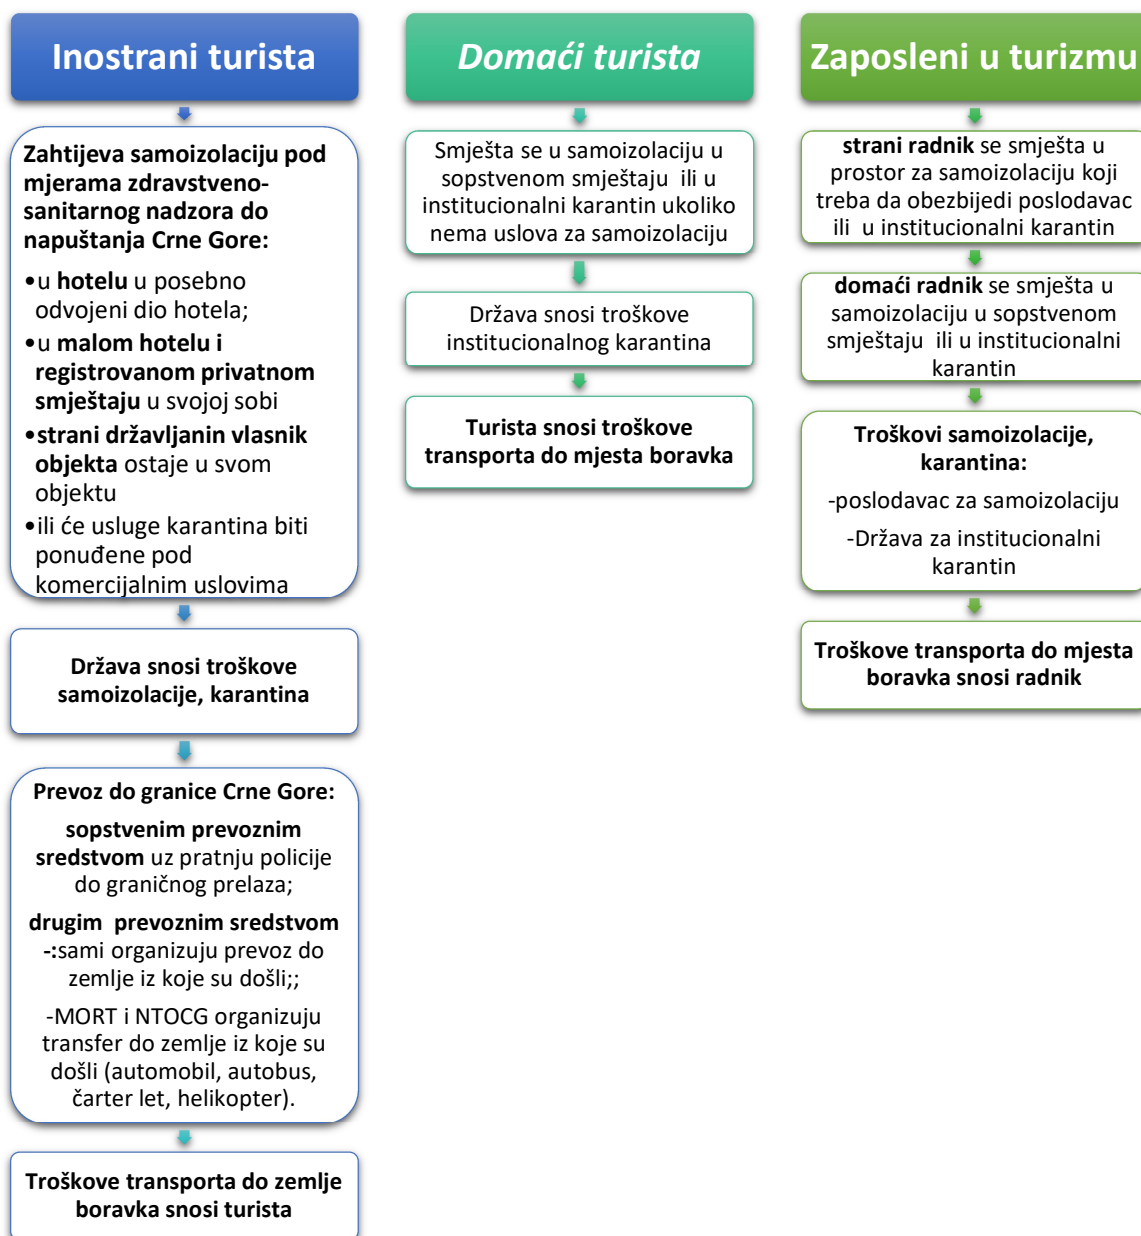 Inostrani turista
Zahtijeva samoizolaciju pod
mjerama zdravstveno-
sanitarnog nadzora do
napuštanja Crne Gore:
•u hotelu u posebno
odvojeni dio hotela;
•u malom hotelu i
registrovanom privatnom
smještaju u svojoj sobi
•strani državljanin vlasnik
objekta ostaje u svom
objektu
•ili će usluge karantina biti
ponuđene pod
komercijalnim uslovima
Država snosi troškove
samoizolacije, karantina
Prevoz do granice Crne Gore:
sopstvenim prevoznim
sredstvom uz pratnju policije
do graničnog prelaza;
drugim prevoznim sredstvom
-:sami organizuju prevoz do
zemlje iz koje su došli;;
-MORT i NTOCG organizuju
transfer do zemlje iz koje su
došli (automobil, autobus,
čarter let, helikopter).
Troškove transporta do zemlje
boravka snosi turista
Domaći turista
Smješta se u samoizolaciju u
sopstvenom smještaju ili u
institucionalni karantin ukoliko
nema uslova za samoizolaciju
Država snosi troškove
institucionalnog karantina
Turista snosi troškove
transporta do mjesta boravka
Zaposleni u turizmu
strani radnik se smješta u
prostor za samoizolaciju koji
treba da obezbijedi poslodavac
ili u institucionalni karantin
domaći radnik se smješta u
samoizolaciju u sopstvenom
smještaju ili u institucionalni
karantin
Troškovi samoizolacije,
karantina:
-poslodavac za samoizolaciju
-Država za institucionalni
karantin
Troškove transporta do mjesta
boravka snosi radnik